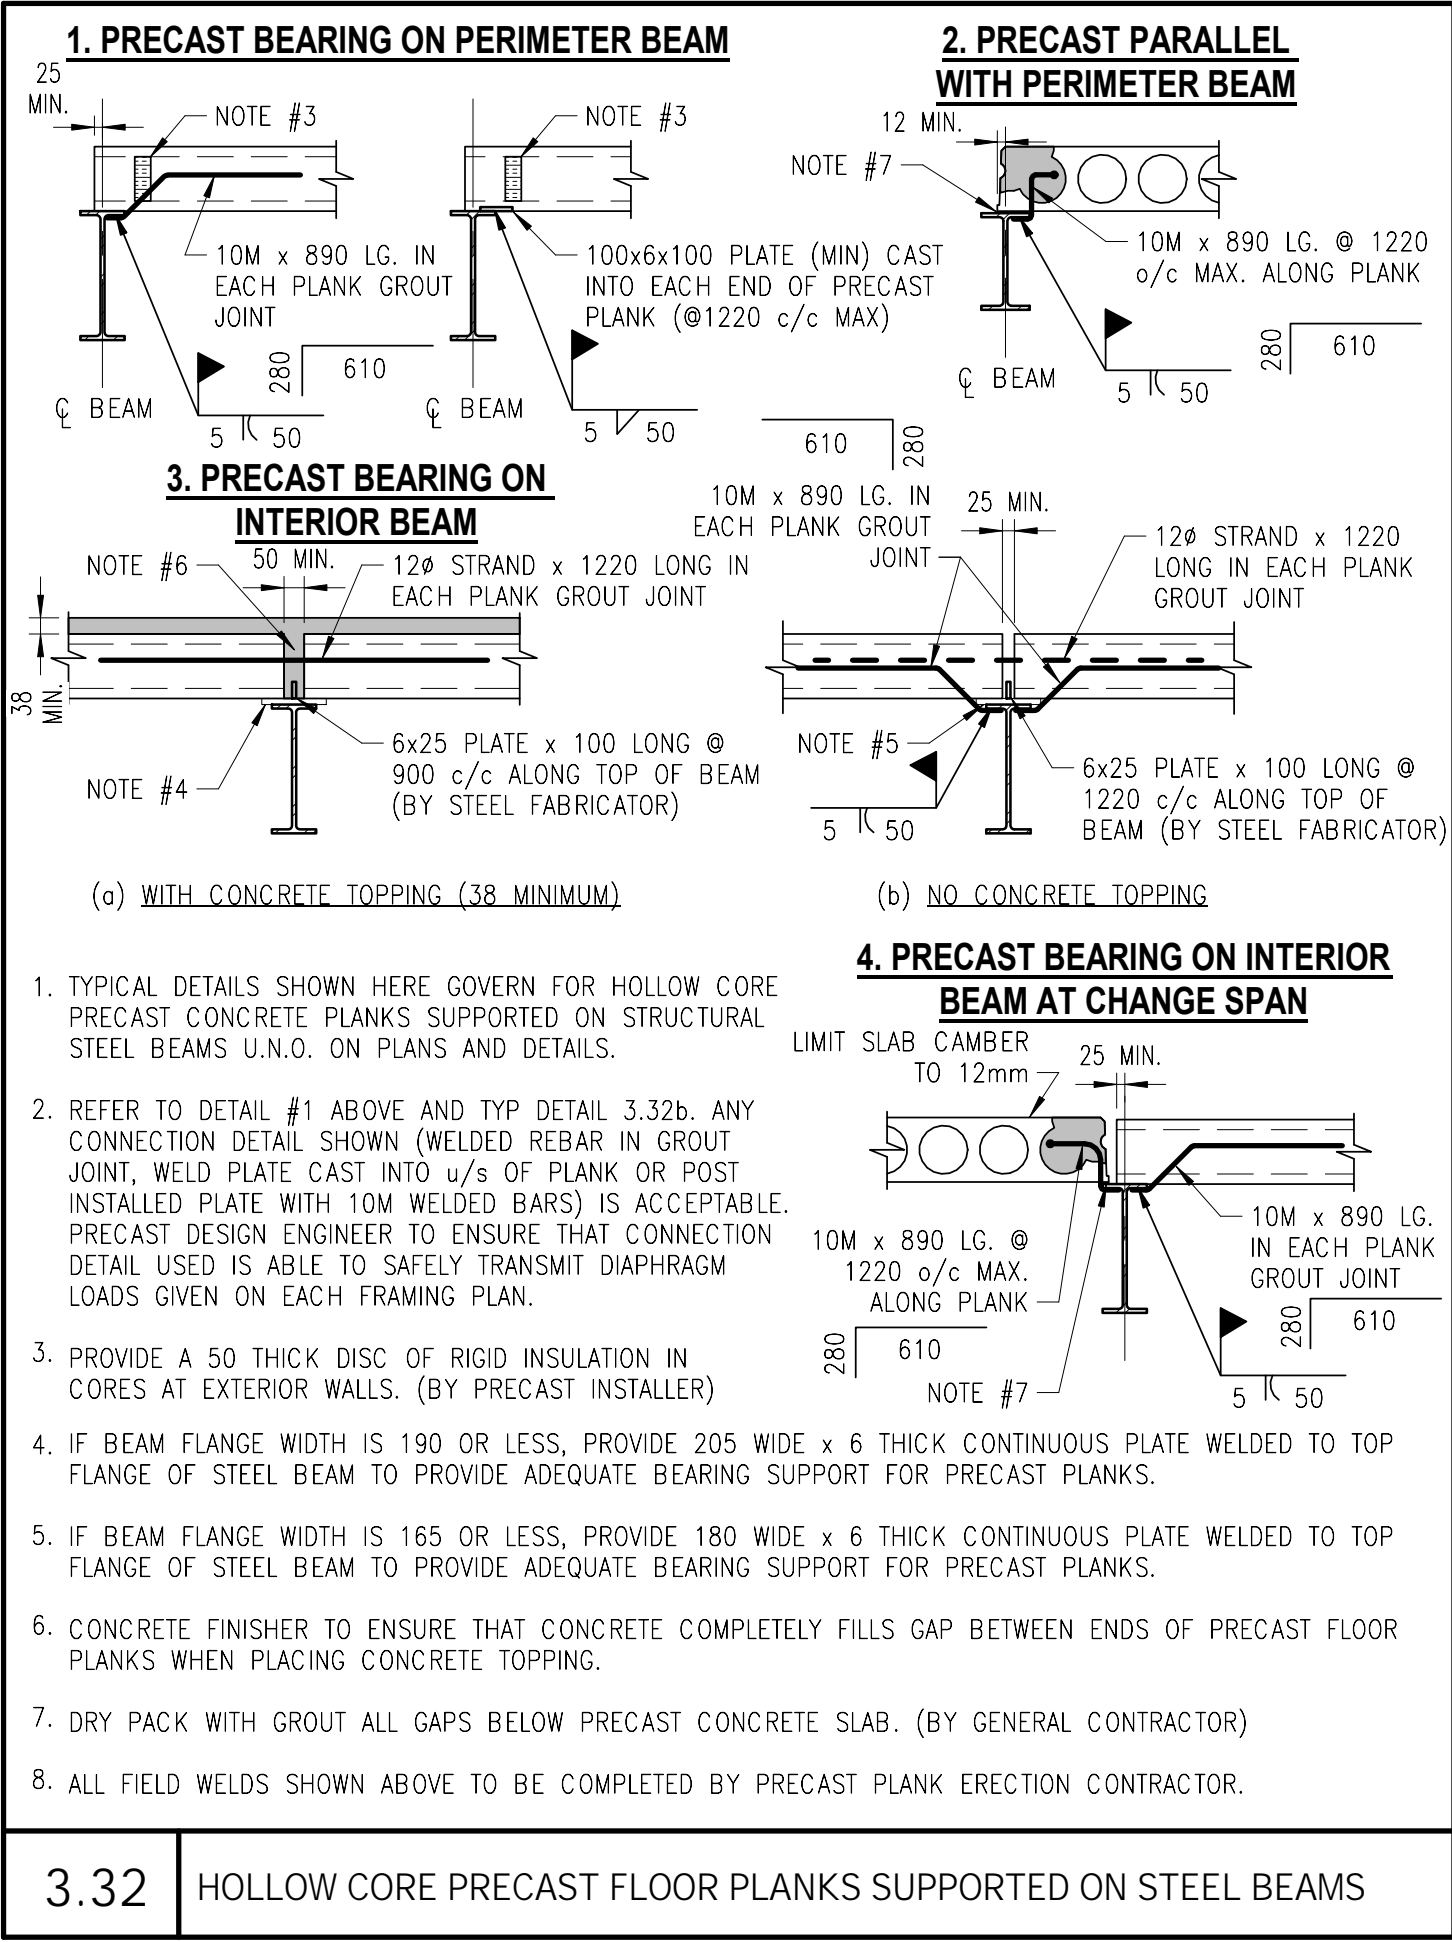 1. PRECAST BEARING ON PERIMETER BEAM
25
MIN.
NOTE #3
10M x 890 LG. IN
EACH PLANK GROUT
JOINT
280
610
℄ BEAM
5 50
NOTE #3
100x6x100 PLATE (MIN) CAST
INTO EACH END OF PRECAST
PLANK (@1220 c/c MAX)
℄ BEAM
5 50
2. PRECAST PARALLEL
WITH PERIMETER BEAM
12 MIN.
NOTE #7
10M x 890 LG. @ 1220
o/c MAX. ALONG PLANK
280
610
℄ BEAM
5 50
3. PRECAST BEARING ON
INTERIOR BEAM
NOTE #6
50 MIN.
12ø STRAND x 1220 LONG IN
EACH PLANK GROUT JOINT
38
MIN.
NOTE #4
6x25 PLATE x 100 LONG @
900 c/c ALONG TOP OF BEAM
(BY STEEL FABRICATOR)
(a) WITH CONCRETE TOPPING (38 MINIMUM)
610
280
10M x 890 LG. IN
EACH PLANK GROUT
JOINT
25 MIN.
12ø STRAND x 1220
LONG IN EACH PLANK
GROUT JOINT
NOTE #5
5 50
6x25 PLATE x 100 LONG @
1220 c/c ALONG TOP OF
BEAM (BY STEEL FABRICATOR)
(b) NO CONCRETE TOPPING
4. PRECAST BEARING ON INTERIOR
BEAM AT CHANGE SPAN
LIMIT SLAB CAMBER
TO 12mm
25 MIN.
10M x 890 LG. @
1220 o/c MAX.
ALONG PLANK
280
610
NOTE #7
10M x 890 LG.
IN EACH PLANK
GROUT JOINT
280
610
5 50
1. TYPICAL DETAILS SHOWN HERE GOVERN FOR HOLLOW CORE
PRECAST CONCRETE PLANKS SUPPORTED ON STRUCTURAL
STEEL BEAMS U.N.O. ON PLANS AND DETAILS.
2. REFER TO DETAIL #1 ABOVE AND TYP DETAIL 3.32b. ANY
CONNECTION DETAIL SHOWN (WELDED REBAR IN GROUT
JOINT, WELD PLATE CAST INTO u/s OF PLANK OR POST
INSTALLED PLATE WITH 10M WELDED BARS) IS ACCEPTABLE.
PRECAST DESIGN ENGINEER TO ENSURE THAT CONNECTION
DETAIL USED IS ABLE TO SAFELY TRANSMIT DIAPHRAGM
LOADS GIVEN ON EACH FRAMING PLAN.
3. PROVIDE A 50 THICK DISC OF RIGID INSULATION IN
CORES AT EXTERIOR WALLS. (BY PRECAST INSTALLER)
4. IF BEAM FLANGE WIDTH IS 190 OR LESS, PROVIDE 205 WIDE x 6 THICK CONTINUOUS PLATE WELDED TO TOP
FLANGE OF STEEL BEAM TO PROVIDE ADEQUATE BEARING SUPPORT FOR PRECAST PLANKS.
5. IF BEAM FLANGE WIDTH IS 165 OR LESS, PROVIDE 180 WIDE x 6 THICK CONTINUOUS PLATE WELDED TO TOP
FLANGE OF STEEL BEAM TO PROVIDE ADEQUATE BEARING SUPPORT FOR PRECAST PLANKS.
6. CONCRETE FINISHER TO ENSURE THAT CONCRETE COMPLETELY FILLS GAP BETWEEN ENDS OF PRECAST FLOOR
PLANKS WHEN PLACING CONCRETE TOPPING.
7. DRY PACK WITH GROUT ALL GAPS BELOW PRECAST CONCRETE SLAB. (BY GENERAL CONTRACTOR)
8. ALL FIELD WELDS SHOWN ABOVE TO BE COMPLETED BY PRECAST PLANK ERECTION CONTRACTOR.
3.32
HOLLOW CORE PRECAST FLOOR PLANKS SUPPORTED ON STEEL BEAMS